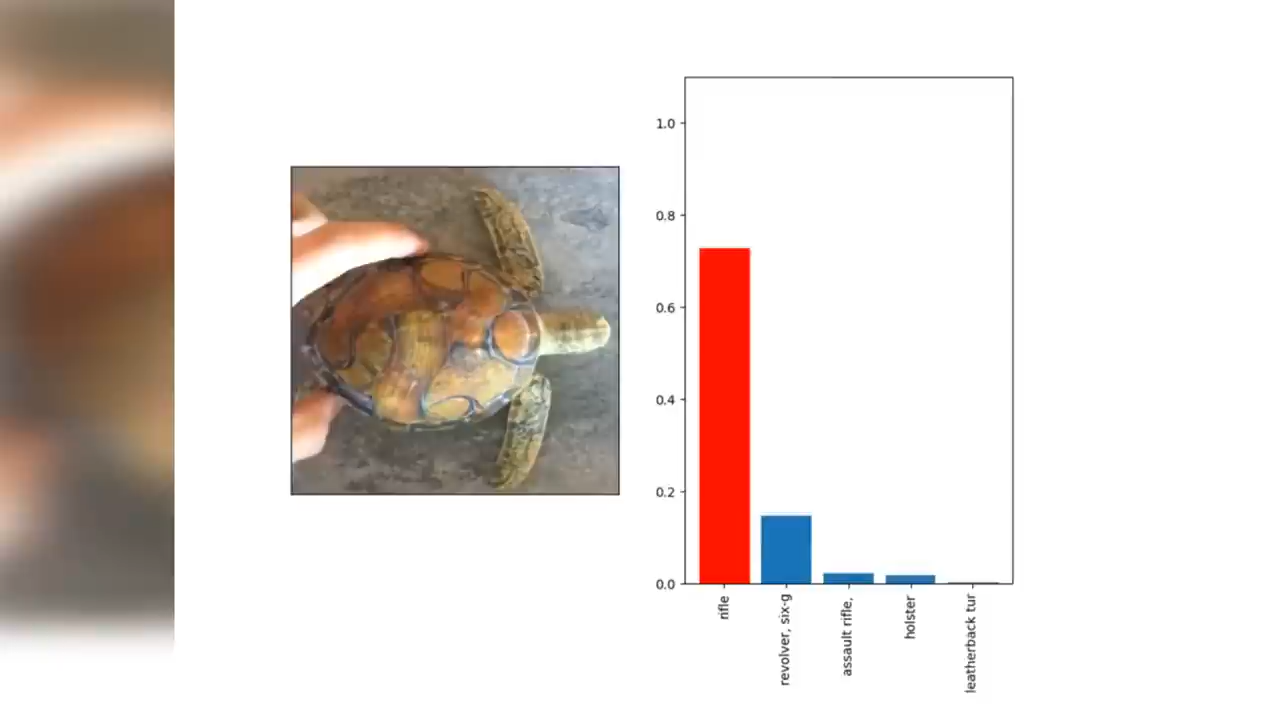 1.0
0.8
0.6
0.4
0.2
0.0
rifle
revolver, six-g
assault rifle,
holster
leatherback tur